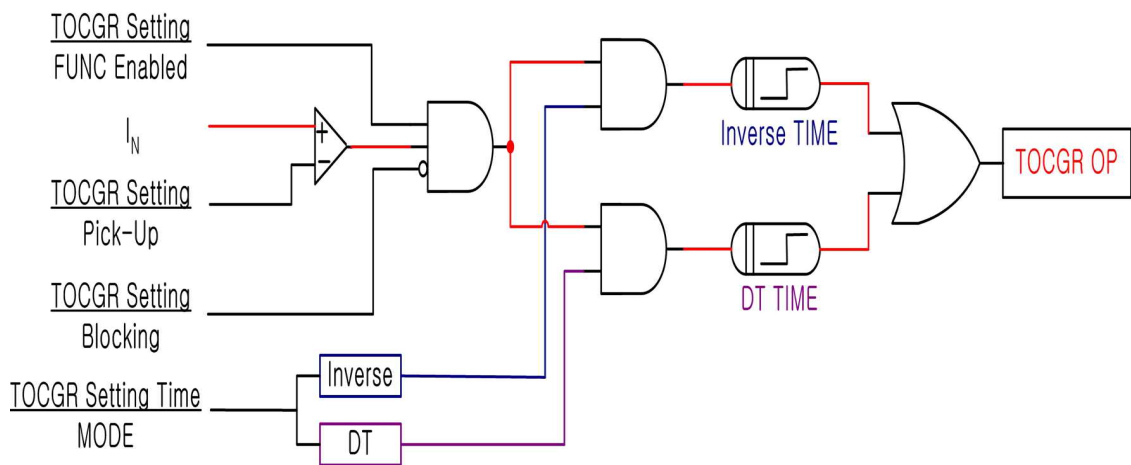 TOCGR Setting
FUNC Enabled
IN
+
−
TOCGR Setting
Pick-Up
TOCGR Setting
Blocking
TOCGR Setting Time
MODE
Inverse
DT
Inverse TIME
DT TIME
TOCGR OP